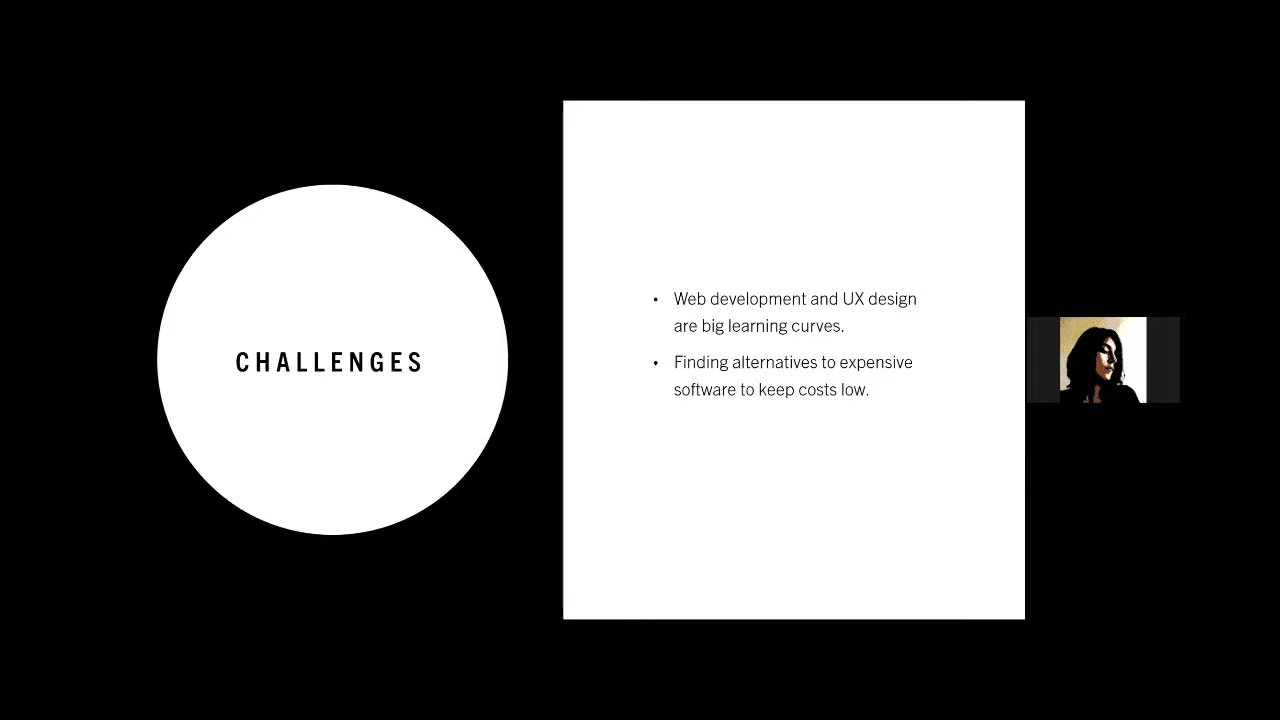 CHALLENGES
• Web development and UX design
are big learning curves.
• Finding alternatives to expensive
software to keep costs low.